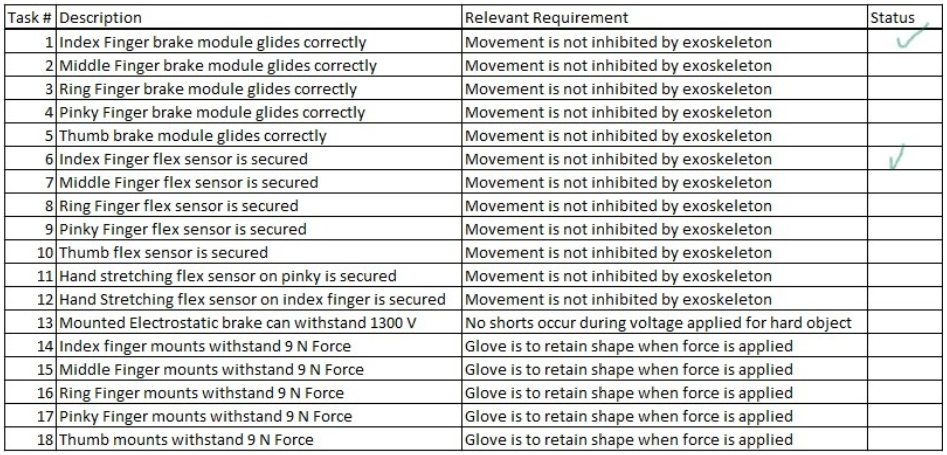 Task # Description Relevant Requirement Status
1 Index Finger brake module glides correctly Movement is not inhibited by exoskeleton ✓
2 Middle Finger brake module glides correctly Movement is not inhibited by exoskeleton
3 Ring Finger brake module glides correctly Movement is not inhibited by exoskeleton
4 Pinky Finger brake module glides correctly Movement is not inhibited by exoskeleton
5 Thumb brake module glides correctly Movement is not inhibited by exoskeleton
6 Index Finger flex sensor is secured Movement is not inhibited by exoskeleton ✓
7 Middle Finger flex sensor is secured Movement is not inhibited by exoskeleton
8 Ring Finger flex sensor is secured Movement is not inhibited by exoskeleton
9 Pinky Finger flex sensor is secured Movement is not inhibited by exoskeleton
10 Thumb flex sensor is secured Movement is not inhibited by exoskeleton
11 Hand stretching flex sensor on pinky is secured Movement is not inhibited by exoskeleton
12 Hand Stretching flex sensor on index finger is secured Movement is not inhibited by exoskeleton
13 Mounted Electrostatic brake can withstand 1300 V No shorts occur during voltage applied for hard object
14 Index finger mounts withstand 9 N Force Glove is to retain shape when force is applied
15 Middle Finger mounts withstand 9 N Force Glove is to retain shape when force is applied
16 Ring Finger mounts withstand 9 N Force Glove is to retain shape when force is applied
17 Pinky Finger mounts withstand 9 N Force Glove is to retain shape when force is applied
18 Thumb mounts withstand 9 N Force Glove is to retain shape when force is applied